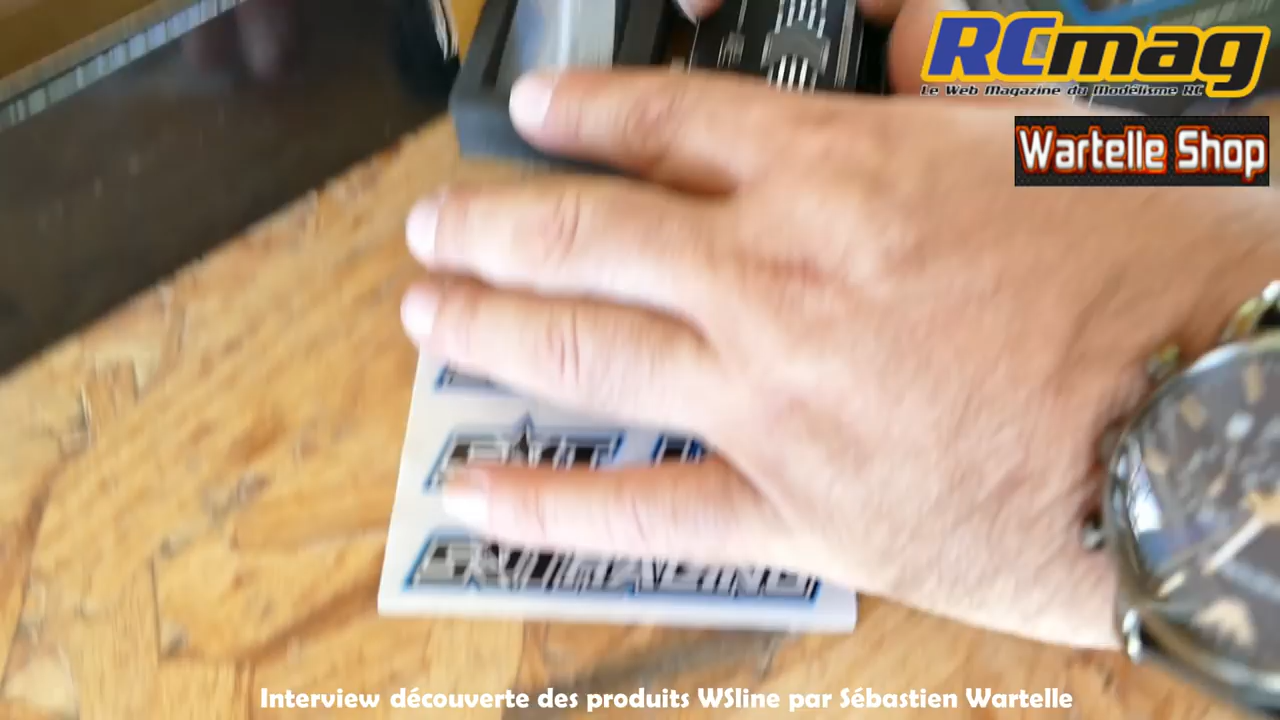 RCmag
Le Web Magazine du Modélisme RC
Wartelle Shop
Interview découverte des produits WSline par Sébastien Wartelle